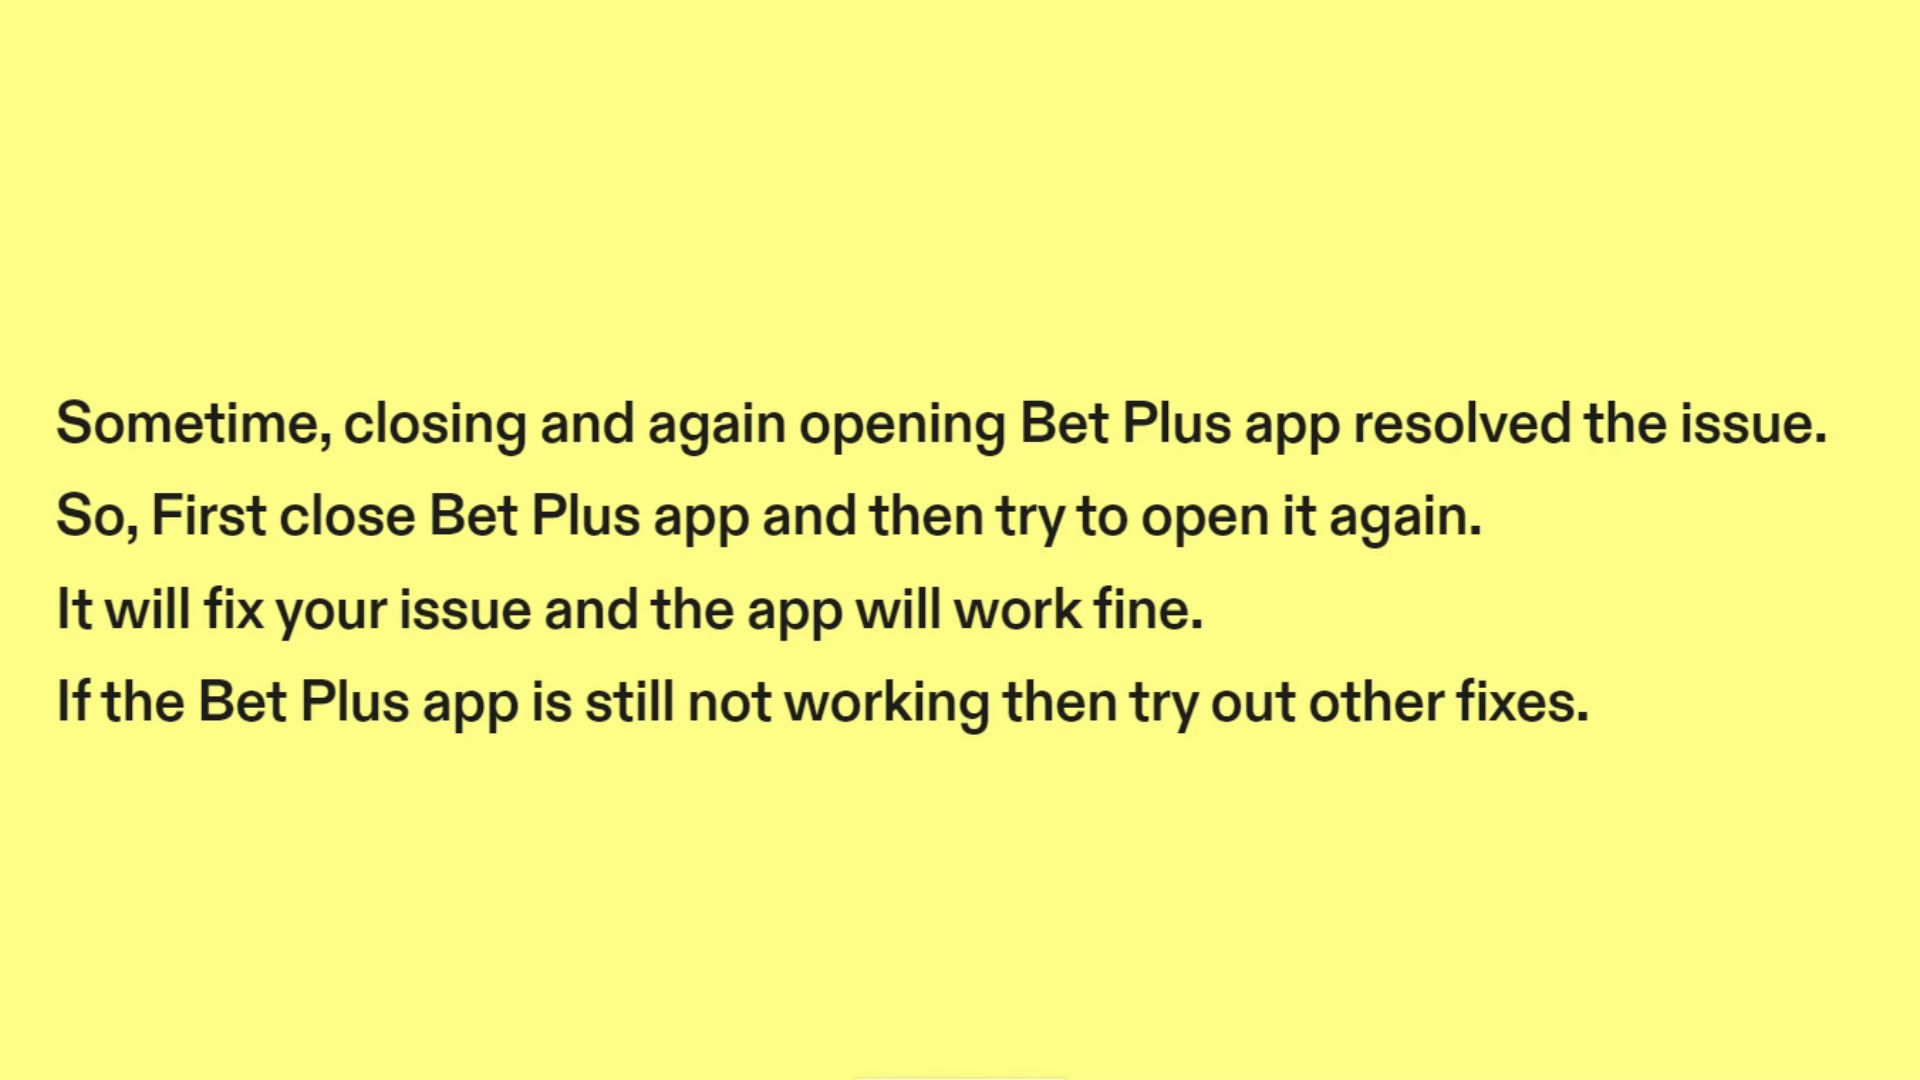 Sometime, closing and again opening Bet Plus app resolved the issue.
So, First close Bet Plus app and then try to open it again.
It will fix your issue and the app will work fine.
If the Bet Plus app is still not working then try out other fixes.